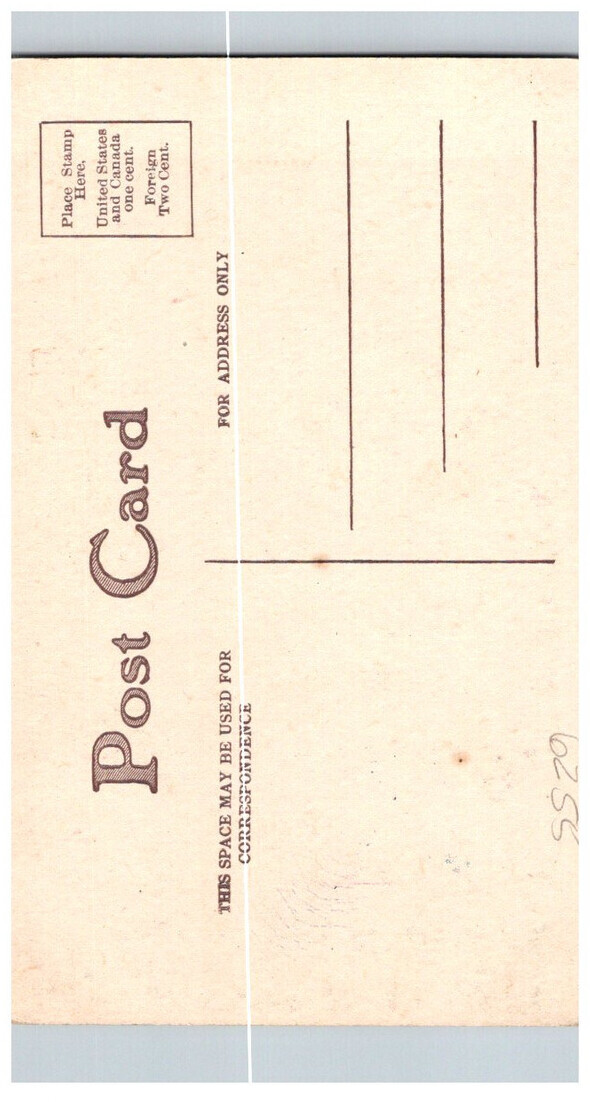 Post Card
Place Stamp
Here.
United States
and Canada
one cent.
Foreign
Two Cent.
THIS SPACE MAY BE USED FOR
CORRESPONDENCE
FOR ADDRESS ONLY